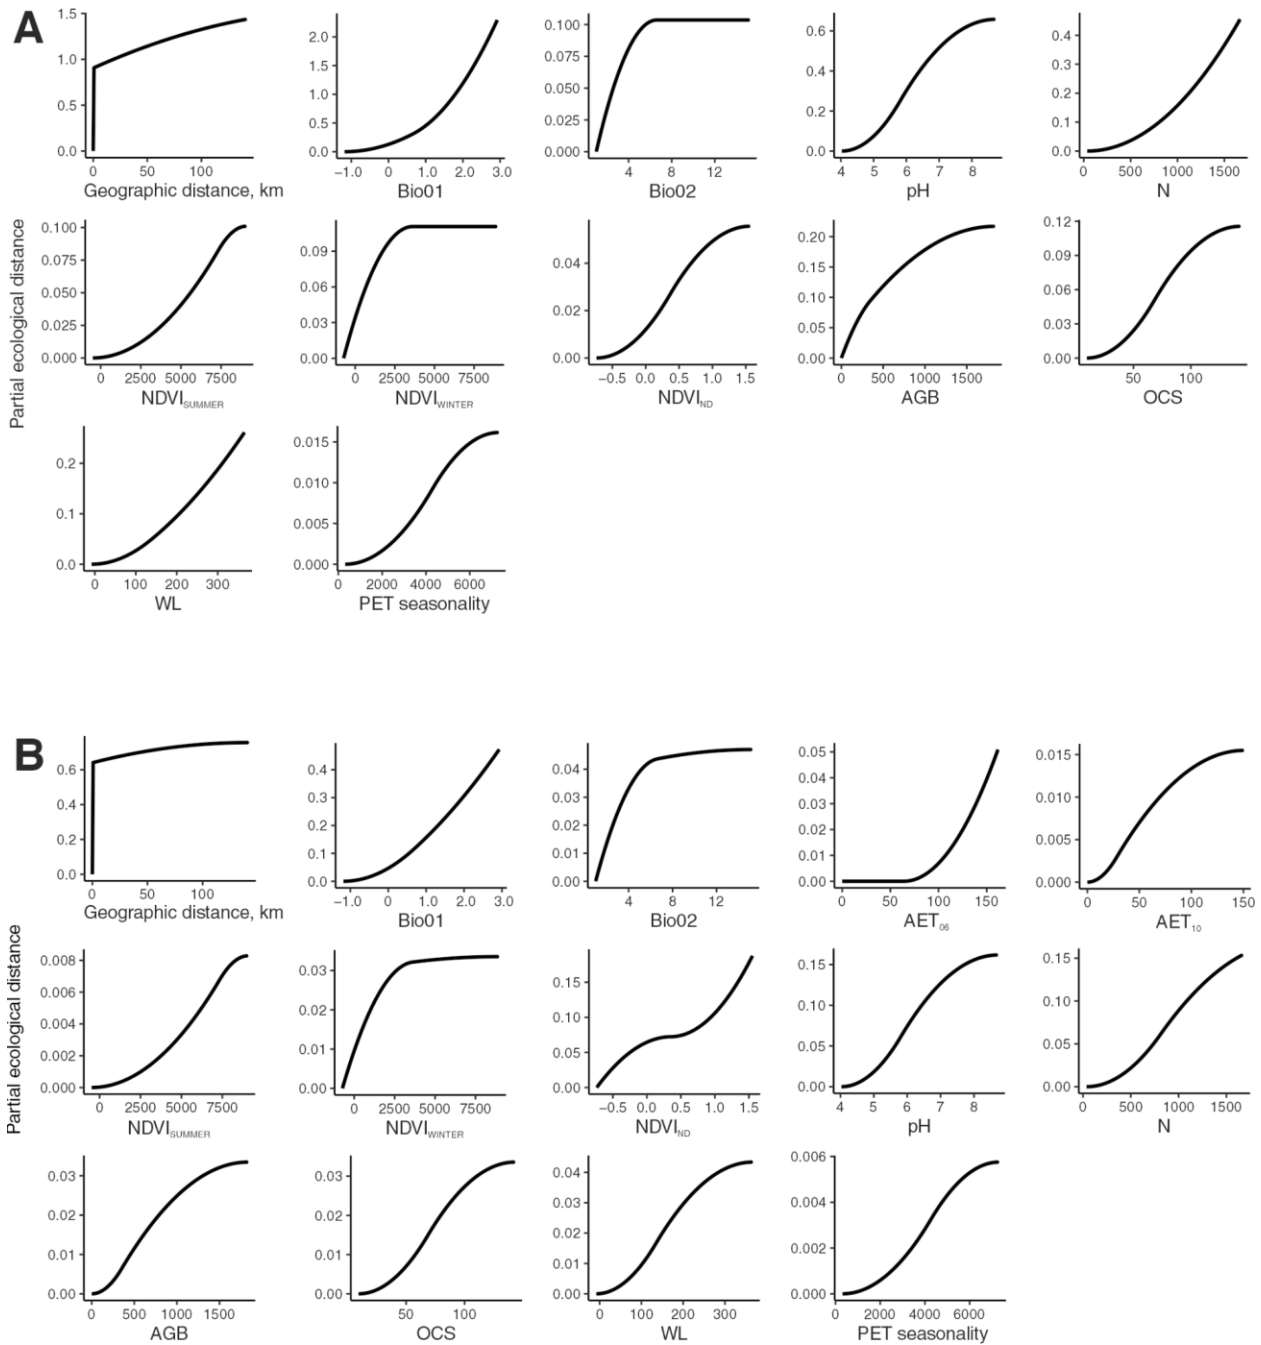 A
1.5 1.0 0.5 0.0
0 50 100
Geographic distance, km
2.0 1.5 1.0 0.5 0.0
−1.0 0 1.0 2.0 3.0
Bio01
0.100 0.075 0.050 0.025 0.000
4 8 12
Bio02
0.6 0.4 0.2 0.0
4 5 6 7 8
pH
0.4 0.3 0.2 0.1 0.0
0 500 1000 1500
N
Partial ecological distance
0.100 0.075 0.050 0.025 0.000
0 2500 5000 7500
NDVI SUMMER
0.09 0.06 0.03 0.00
0 2500 5000 7500
NDVI WINTER
0.04 0.02 0.00
−0.5 0.0 0.5 1.0 1.5
NDVI ND
0.20 0.15 0.10 0.05 0.00
0 500 1000 1500
AGB
0.12 0.09 0.06 0.03 0.00
50 100
OCS
0.2 0.1 0.0
0 100 200 300
WL
0.015 0.010 0.005 0.000
0 2000 4000 6000
PET seasonality
B
0.6 0.4 0.2 0.0
0 50 100
Geographic distance, km
0.4 0.3 0.2 0.1 0.0
−1.0 0 1.0 2.0 3.0
Bio01
0.04 0.03 0.02 0.01 0.00
4 8 12
Bio02
0.05 0.04 0.03 0.02 0.01 0.00
0 50 100 150
AET 06
0.015 0.010 0.005 0.000
0 50 100 150
AET 10
Partial ecological distance
0.008 0.006 0.004 0.002 0.000
0 2500 5000 7500
NDVI SUMMER
0.03 0.02 0.01 0.00
0 2500 5000 7500
NDVI WINTER
0.15 0.10 0.05 0.00
−0.5 0.0 0.5 1.0 1.5
NDVI ND
0.15 0.10 0.05 0.00
4 5 6 7 8
pH
0.15 0.10 0.05 0.00
0 500 1000 1500
N
0.03 0.02 0.01 0.00
0 500 1000 1500
AGB
0.03 0.02 0.01 0.00
50 100
OCS
0.04 0.03 0.02 0.01 0.00
0 100 200 300
WL
0.006 0.004 0.002 0.000
0 2000 4000 6000
PET seasonality